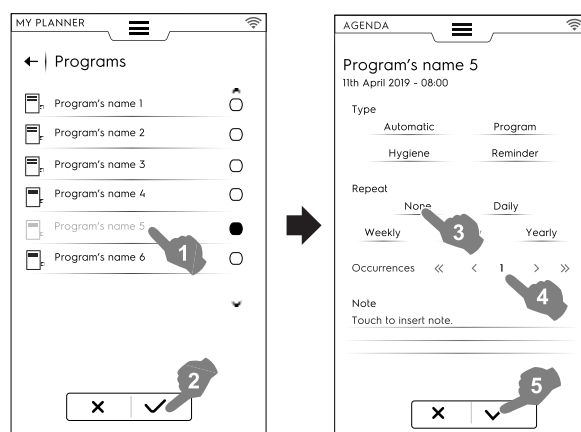 MY PLANNER
Programs
Program's name 1
Program's name 2
Program's name 3
Program's name 4
Program's name 5
Program's name 6
1
2
AGENDA
Program's name 5
11th April 2019 - 08:00
Type
Automatic Program
Hygiene Reminder
Repeat
None Daily
Weekly Yearly
3
Occurrences « < 1 > »
4
Note
Touch to insert note.
5